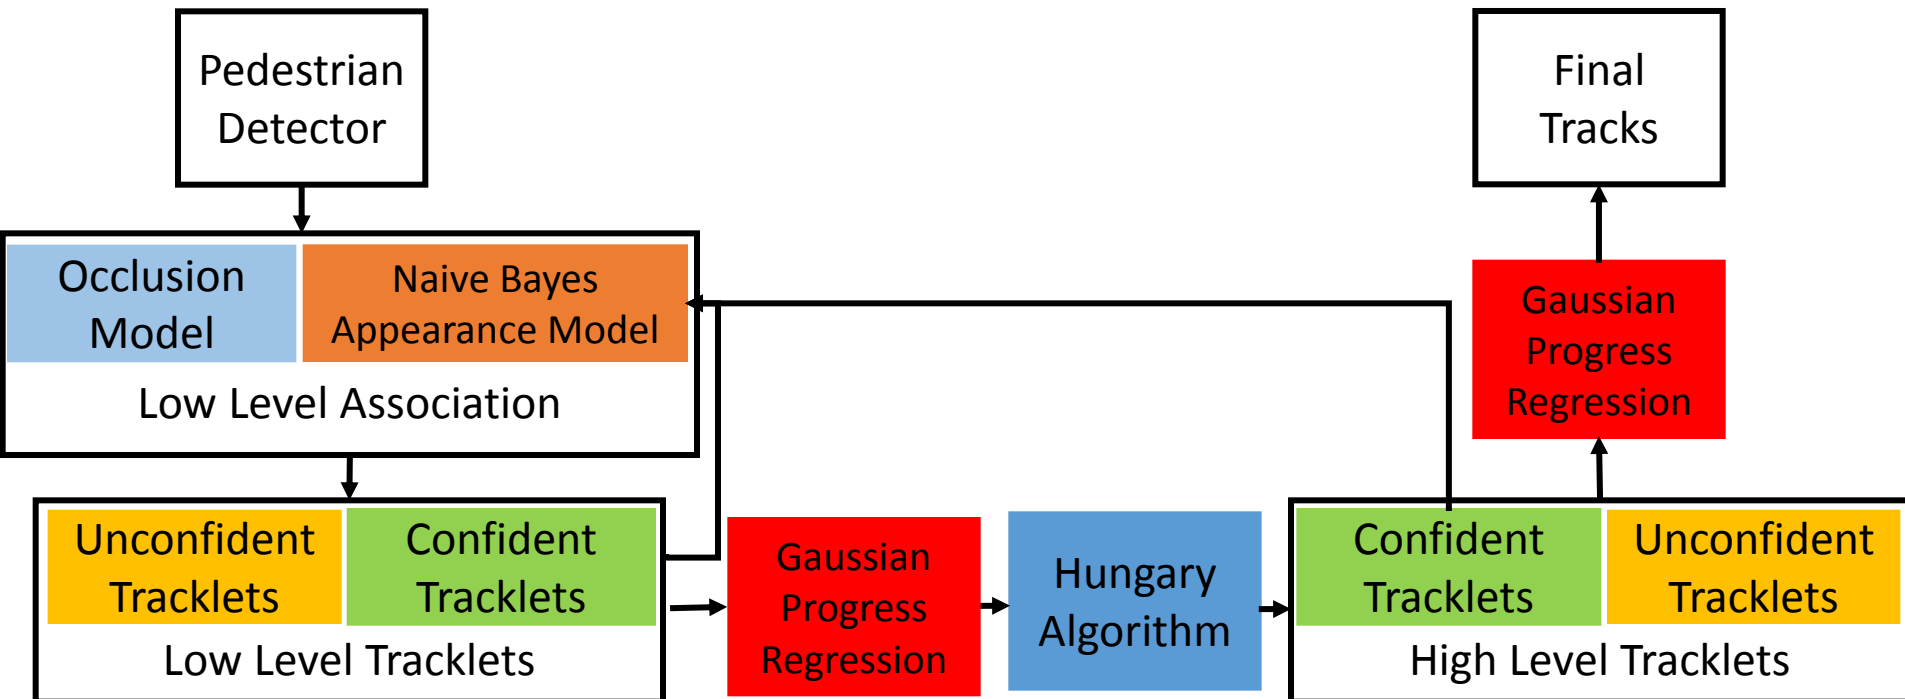 Pedestrian
Detector
Final
Tracks
Occlusion
Model
Naive Bayes
Appearance Model
Low Level Association
Gaussian
Progress
Regression
Unconfident
Tracklets
Confident
Tracklets
Low Level Tracklets
Gaussian
Progress
Regression
Hungary
Algorithm
Confident
Tracklets
Unconfident
Tracklets
High Level Tracklets